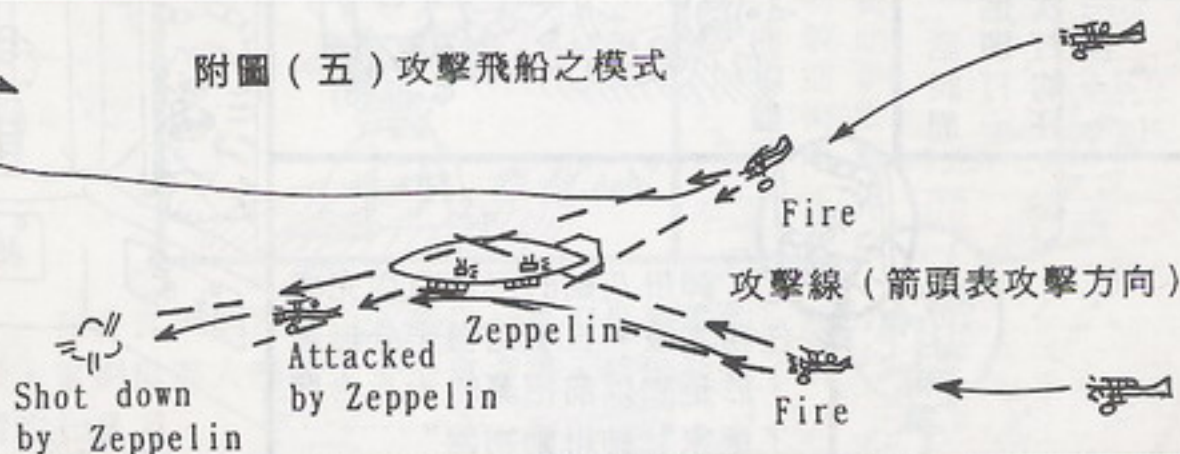 附圖(五)攻擊飛船之模式
Fire
攻擊線(箭頭表攻擊方向)
Zeppelin
Attacked
by Zeppelin
Fire
Shot down
by Zeppelin